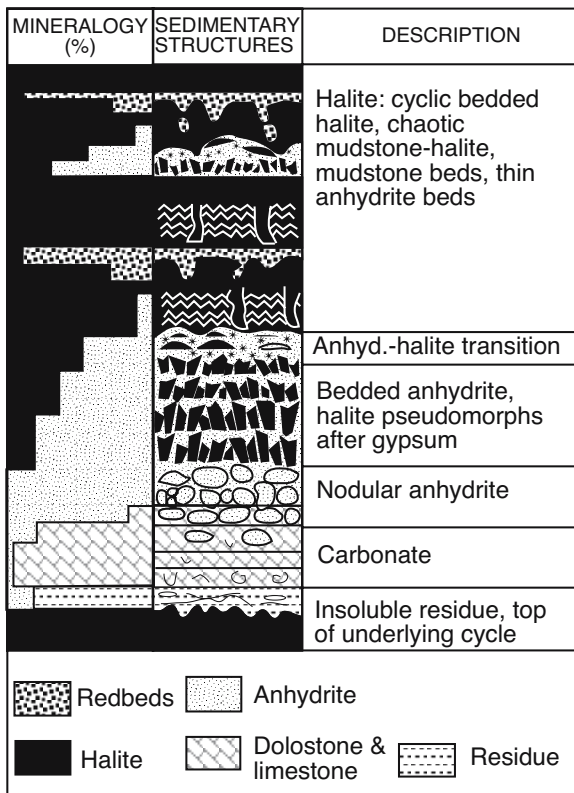 MINERALOGY
(%)
SEDIMENTARY
STRUCTURES
DESCRIPTION
Halite: cyclic bedded
halite, chaotic
mudstone-halite,
mudstone beds, thin
anhydrite beds
Anhyd.-halite transition
Bedded anhydrite,
halite pseudomorphs
after gypsum
Nodular anhydrite
Carbonate
Insoluble residue, top
of underlying cycle
Redbeds
Anhydrite
Halite
Dolostone &
limestone
Residue